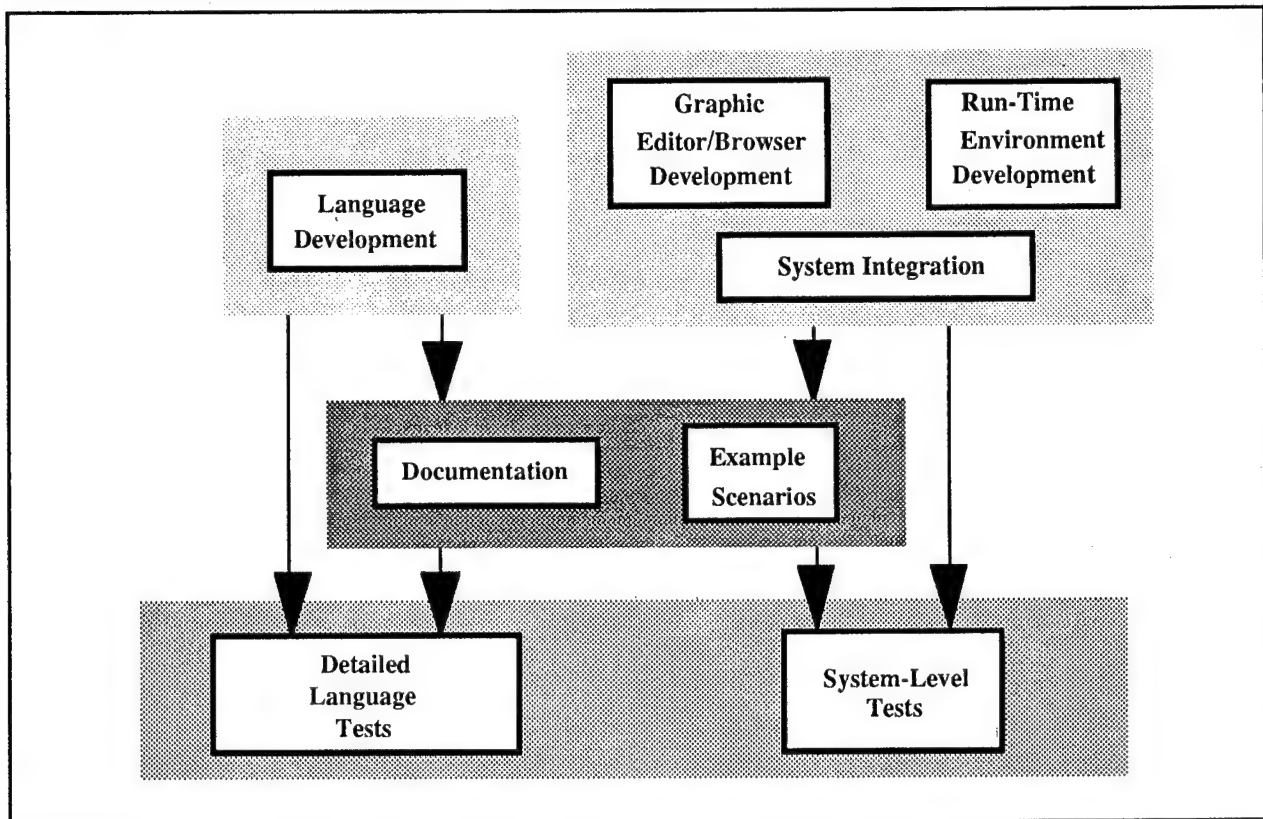 Graphic
Editor/Browser
Development
Run-Time
Environment
Development
Language
Development
System Integration
Documentation
Example
Scenarios
Detailed
Language
Tests
System-Level
Tests